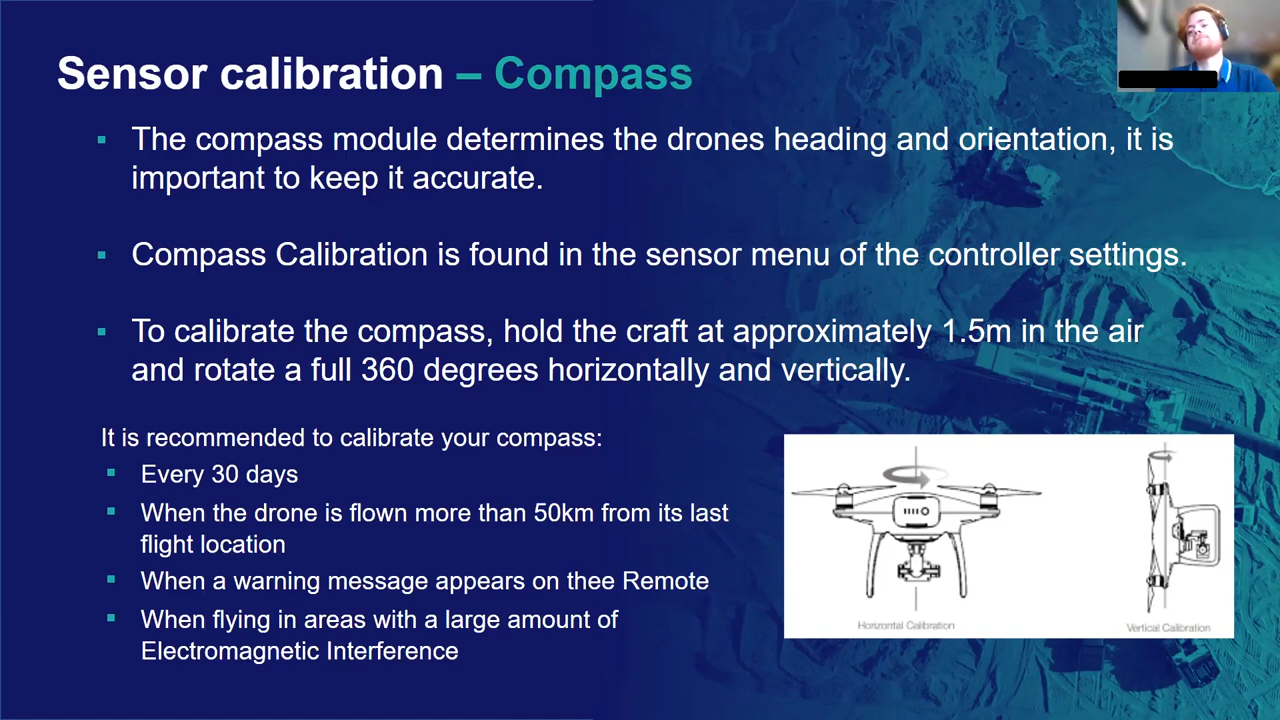 Sensor calibration – Compass
▪ The compass module determines the drones heading and orientation, it is
important to keep it accurate.
▪ Compass Calibration is found in the sensor menu of the controller settings.
▪ To calibrate the compass, hold the craft at approximately 1.5m in the air
and rotate a full 360 degrees horizontally and vertically.
It is recommended to calibrate your compass:
▪ Every 30 days
▪ When the drone is flown more than 50km from its last
flight location
▪ When a warning message appears on thee Remote
▪ When flying in areas with a large amount of
Electromagnetic Interference
Horizontal Calibration
Vertical Calibration